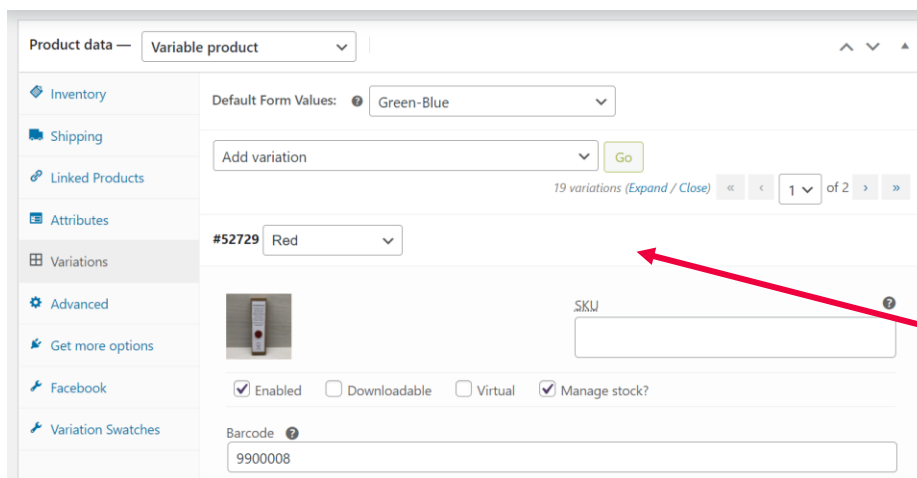 Product data — Variable product
Inventory
Shipping
Linked Products
Attributes
Variations
Advanced
Get more options
Facebook
Variation Swatches
Default Form Values: Green-Blue
Add variation Go
19 variations (Expand / Close) « ‹ 1 of 2 › »
#52729 Red
SKU
Enabled Downloadable Virtual Manage stock?
Barcode
9900008